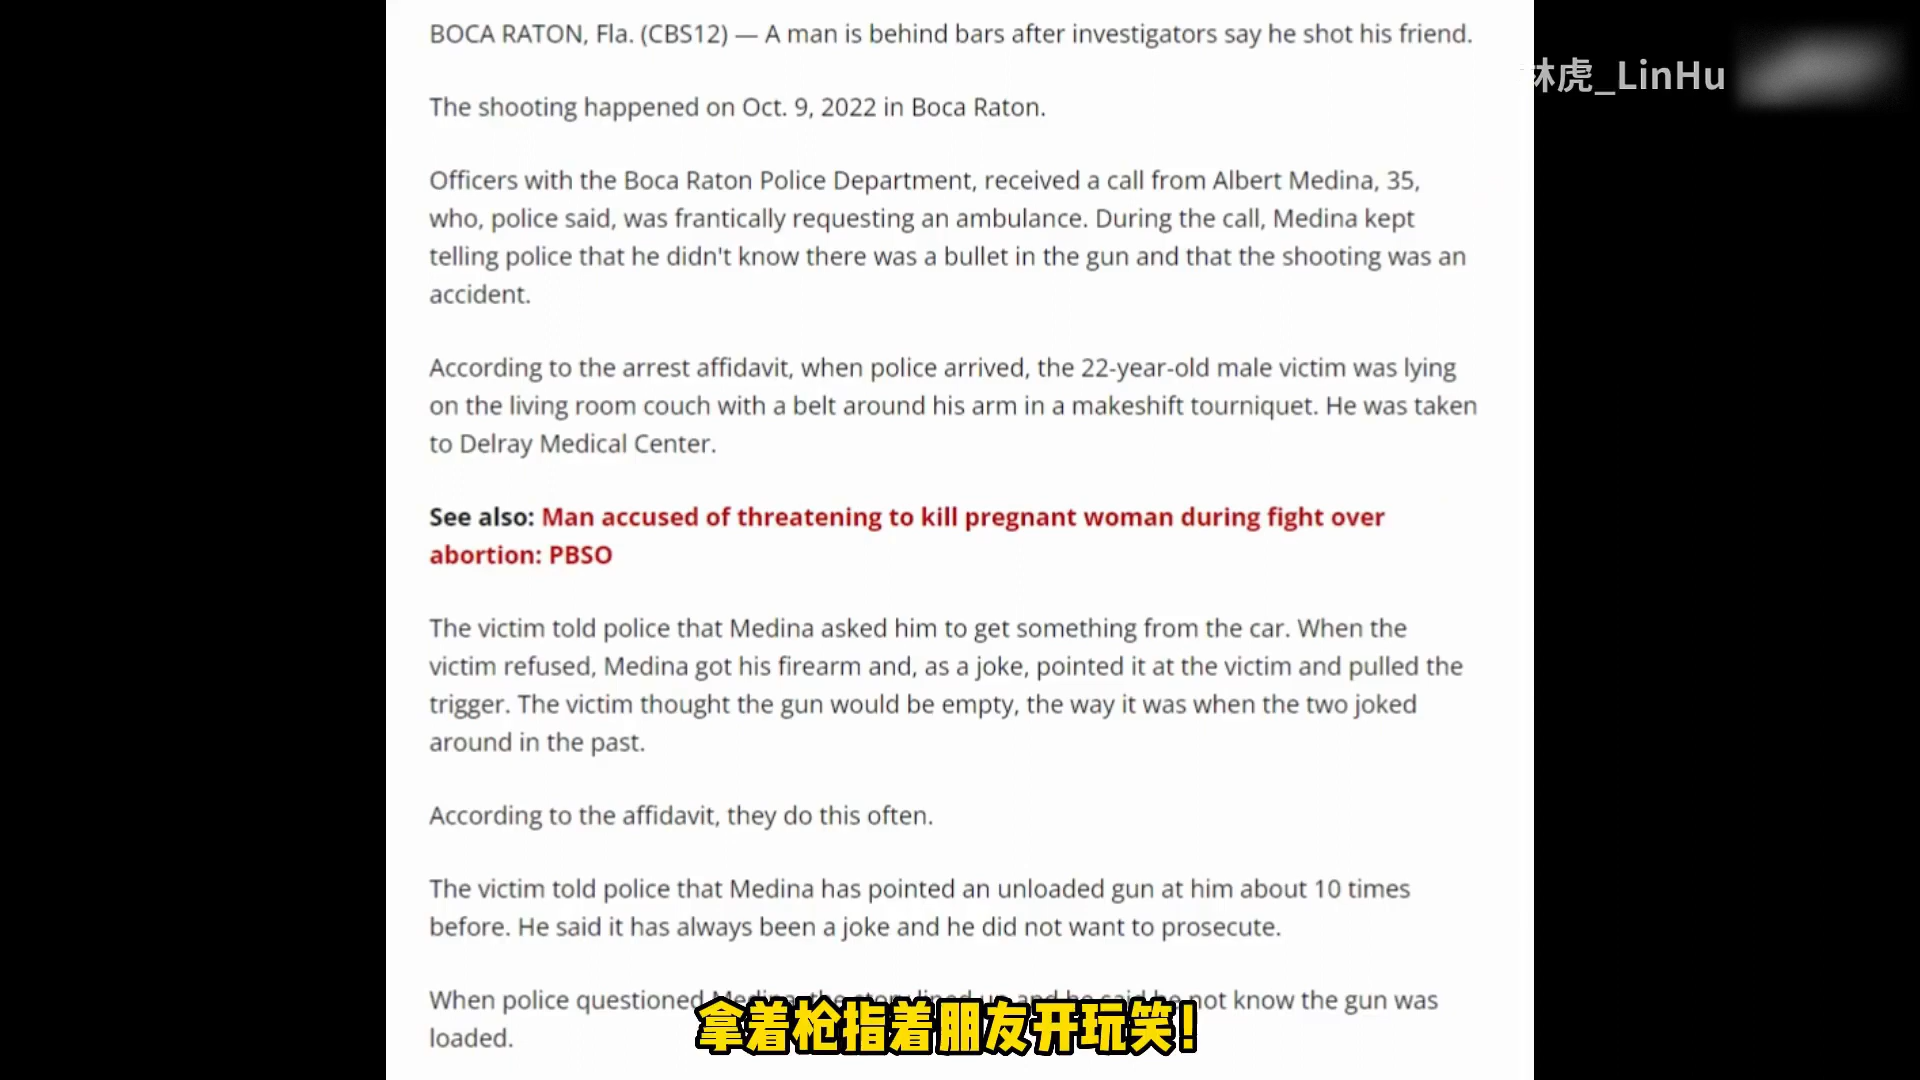 BOCA RATON, Fla. (CBS12) — A man is behind bars after investigators say he shot his friend.
林虎_LinHu
The shooting happened on Oct. 9, 2022 in Boca Raton.
Officers with the Boca Raton Police Department, received a call from Albert Medina, 35,
who, police said, was frantically requesting an ambulance. During the call, Medina kept
telling police that he didn't know there was a bullet in the gun and that the shooting was an
accident.
According to the arrest affidavit, when police arrived, the 22-year-old male victim was lying
on the living room couch with a belt around his arm in a makeshift tourniquet. He was taken
to Delray Medical Center.
See also: Man accused of threatening to kill pregnant woman during fight over
abortion: PBSO
The victim told police that Medina asked him to get something from the car. When the
victim refused, Medina got his firearm and, as a joke, pointed it at the victim and pulled the
trigger. The victim thought the gun would be empty, the way it was when the two joked
around in the past.
According to the affidavit, they do this often.
The victim told police that Medina has pointed an unloaded gun at him about 10 times
before. He said it has always been a joke and he did not want to prosecute.
When police questioned Medina, the story lined up and he said he not know the gun was
loaded.
拿着枪指着朋友开玩笑!